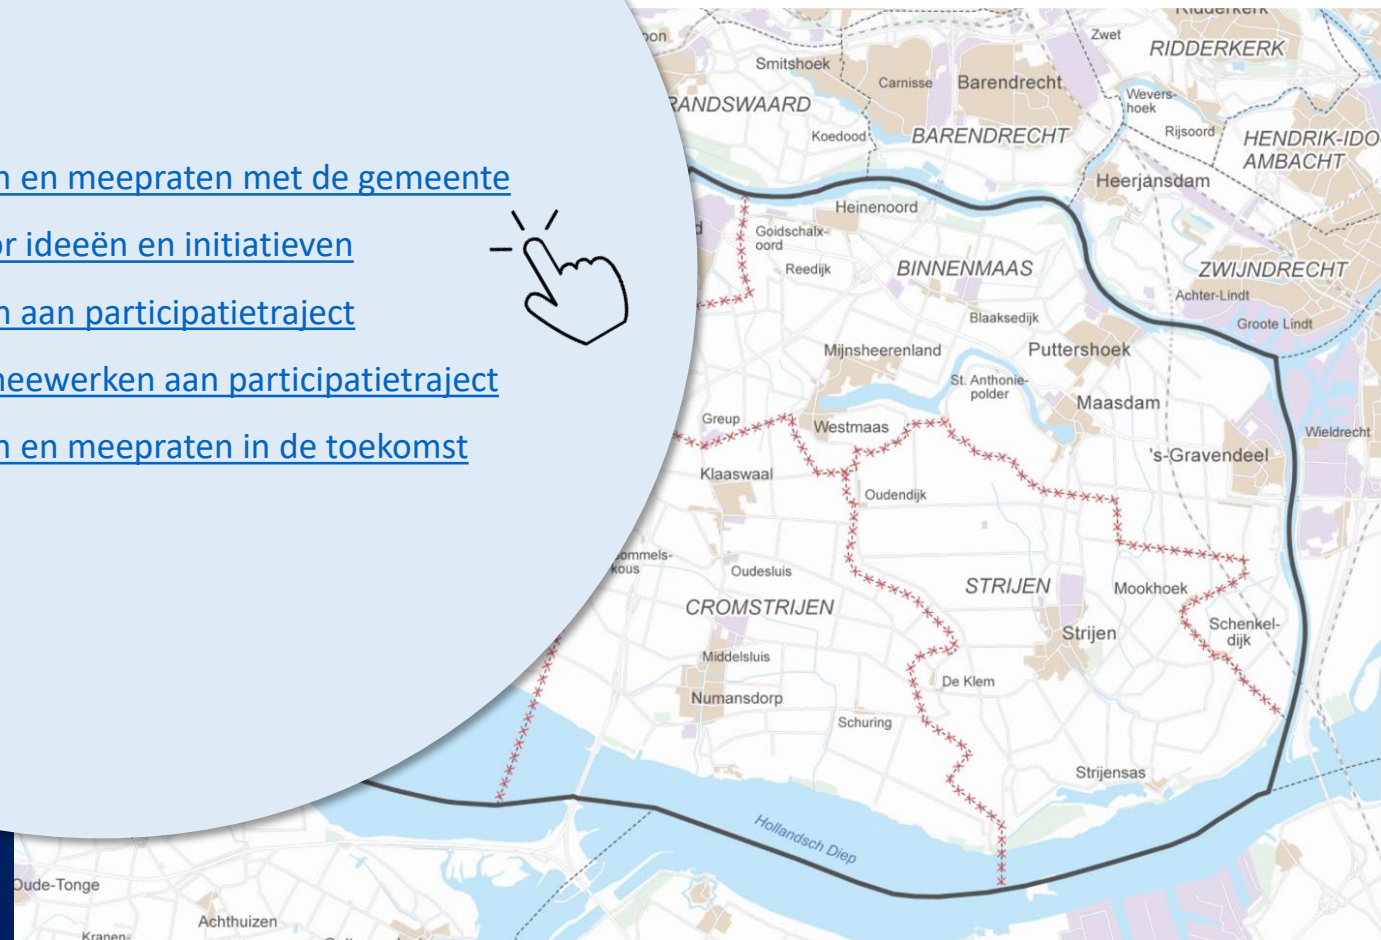 en meepraten met de gemeente
ideeën en initiatieven
aan participatietraject
meewerken aan participatietraject
en meepraten in de toekomst
Zwet
RIDDERKERK
Smitshoek
Carnisse
Barendrecht
Wevers-
hoek
Koedood
BARENDRECHT
Rijsoord
HENDRIK-IDO-
AMBACHT
Heerjansdam
Heinenoord
Goidschalx-
oord
Reedijk
BINNENMAAS
ZWIJNDRECHT
Achter-Lindt
Groote Lindt
Blaaksedijk
Mijnsheerenland
Puttershoek
St. Anthonie-
polder
Maasdam
Greup
Westmaas
Wieldrecht
's-Gravendeel
Klaaswaal
Oudendijk
Oudesluis
STRIJEN
Mookhoek
CROMSTRIJEN
Schenkel-
dijk
Strijen
Middelsluis
De Klem
Numansdorp
Schuring
Strijensas
Hollandsch Diep
Oude-Tonge
Achthuizen